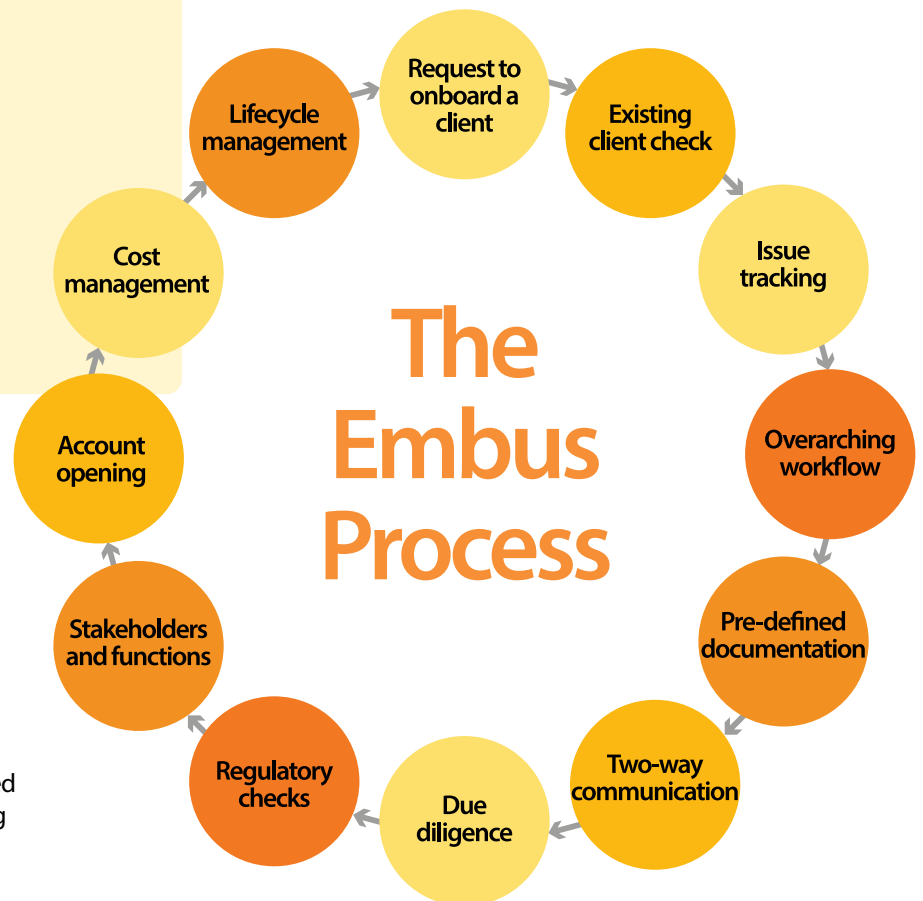 Request to
onboard a
client
Existing
client check
Issue
tracking
Overarching
workflow
Pre-defined
documentation
Two-way
communication
Due
diligence
Regulatory
checks
Stakeholders
and functions
Account
opening
Cost
management
Lifecycle
management
The
Embus
Process